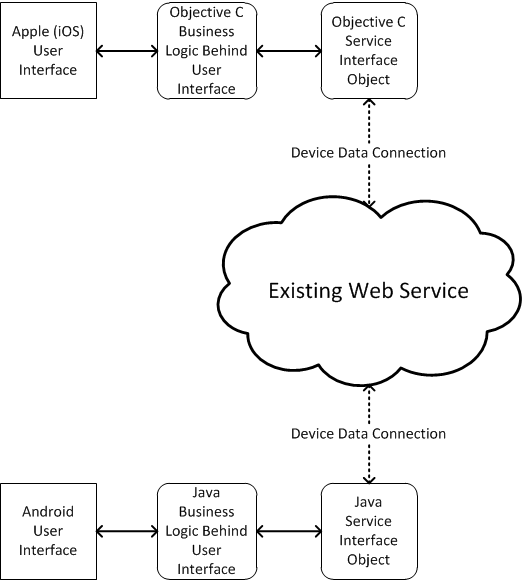 Apple (iOS)
User
Interface
Objective C
Business
Logic Behind
User
Interface
Objective C
Service
Interface
Object
Device Data Connection
Existing Web Service
Device Data Connection
Android
User
Interface
Java
Business
Logic Behind
User
Interface
Java
Service
Interface
Object